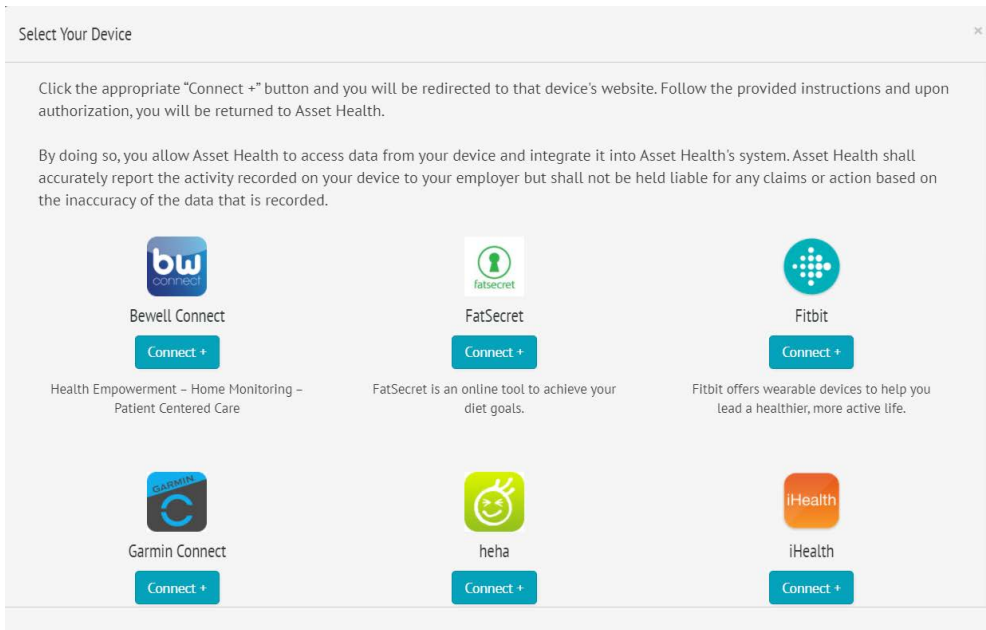 Select Your Device
×
Click the appropriate “Connect +” button and you will be redirected to that device's website. Follow the provided instructions and upon
authorization, you will be returned to Asset Health.
By doing so, you allow Asset Health to access data from your device and integrate it into Asset Health's system. Asset Health shall
accurately report the activity recorded on your device to your employer but shall not be held liable for any claims or action based on
the inaccuracy of the data that is recorded.
bw
connect
Bewell Connect
Connect +
Health Empowerment – Home Monitoring –
Patient Centered Care
fatsecret
FatSecret
Connect +
FatSecret is an online tool to achieve your
diet goals.
Fitbit
Connect +
Fitbit offers wearable devices to help you
lead a healthier, more active life.
GARMIN
Garmin Connect
Connect +
heha
Connect +
iHealth
iHealth
Connect +